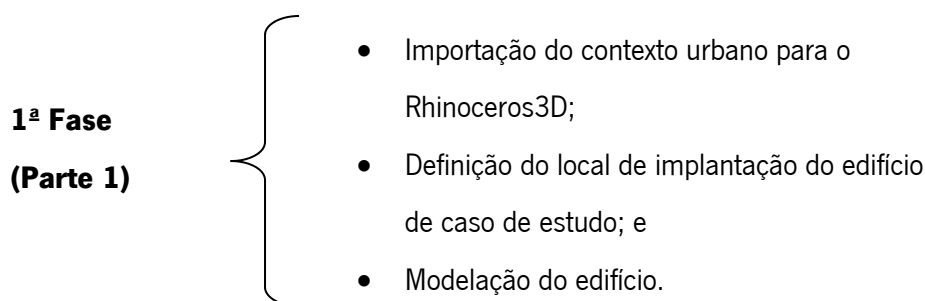 1ª Fase
(Parte 1)
• Importação do contexto urbano para o
Rhinoceros3D;
• Definição do local de implantação do edifício
de caso de estudo; e
• Modelação do edifício.